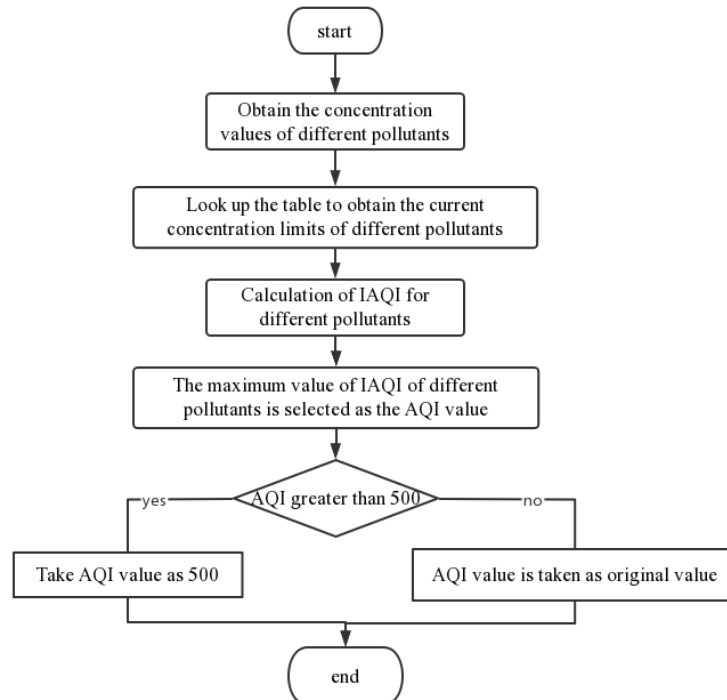 start
Obtain the concentration
values of different pollutants
Look up the table to obtain the current
concentration limits of different pollutants
Calculation of IAQI for
different pollutants
The maximum value of IAQI of different
pollutants is selected as the AQI value
AQI greater than 500
yes
no
Take AQI value as 500
AQI value is taken as original value
end